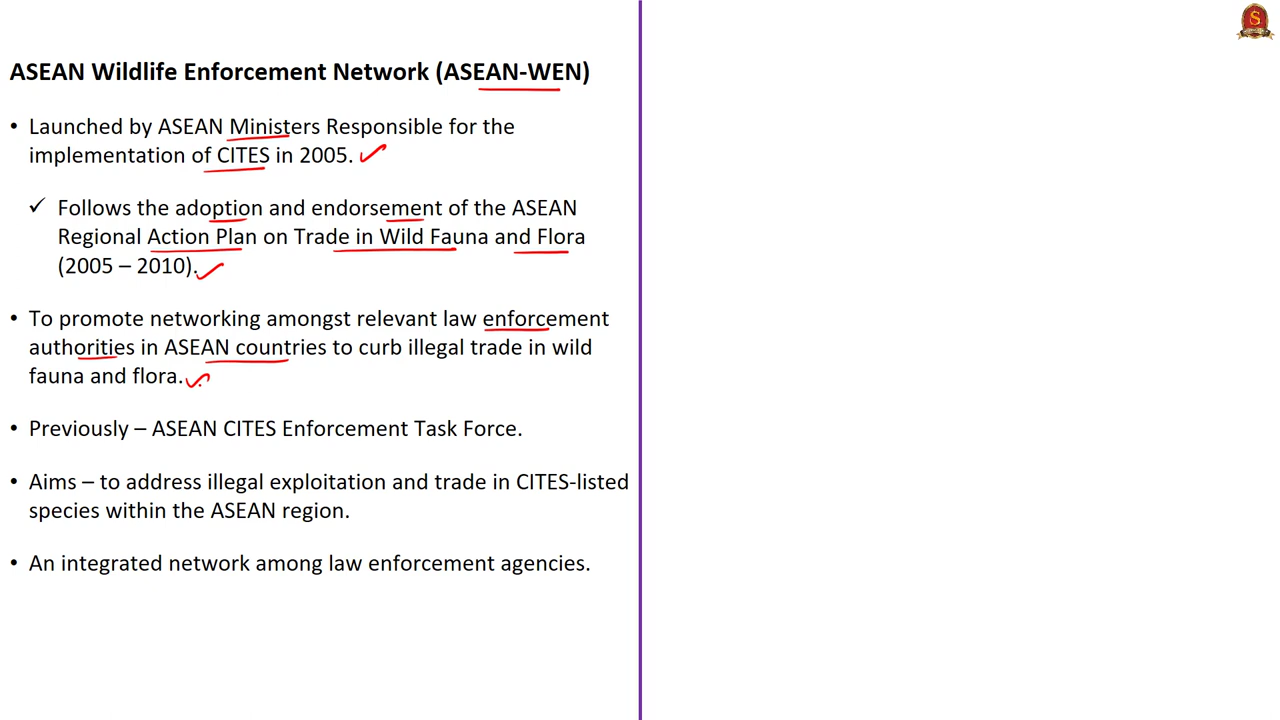 ASEAN Wildlife Enforcement Network (ASEAN-WEN)
• Launched by ASEAN Ministers Responsible for the
implementation of CITES in 2005.
✓ Follows the adoption and endorsement of the ASEAN
Regional Action Plan on Trade in Wild Fauna and Flora
(2005 – 2010).
• To promote networking amongst relevant law enforcement
authorities in ASEAN countries to curb illegal trade in wild
fauna and flora.
• Previously – ASEAN CITES Enforcement Task Force.
• Aims – to address illegal exploitation and trade in CITES-listed
species within the ASEAN region.
• An integrated network among law enforcement agencies.
S